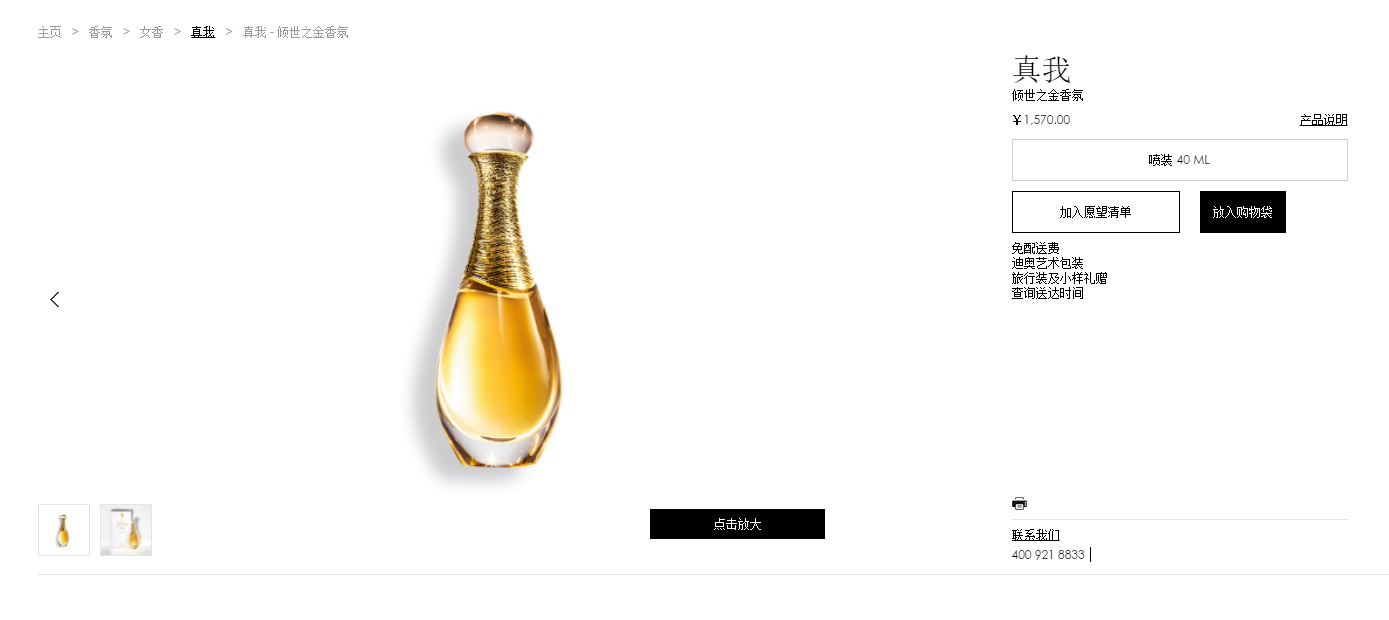 主页 > 香氛 > 女香 > 真我 > 真我 - 倾世之金香氛
真我
倾世之金香氛
￥1,570.00 产品说明
喷装 40 ML
加入愿望清单 放入购物袋
免配送费
迪奥艺术包装
旅行装及小样礼赠
查询送达时间
点击放大
联系我们
400 921 8833